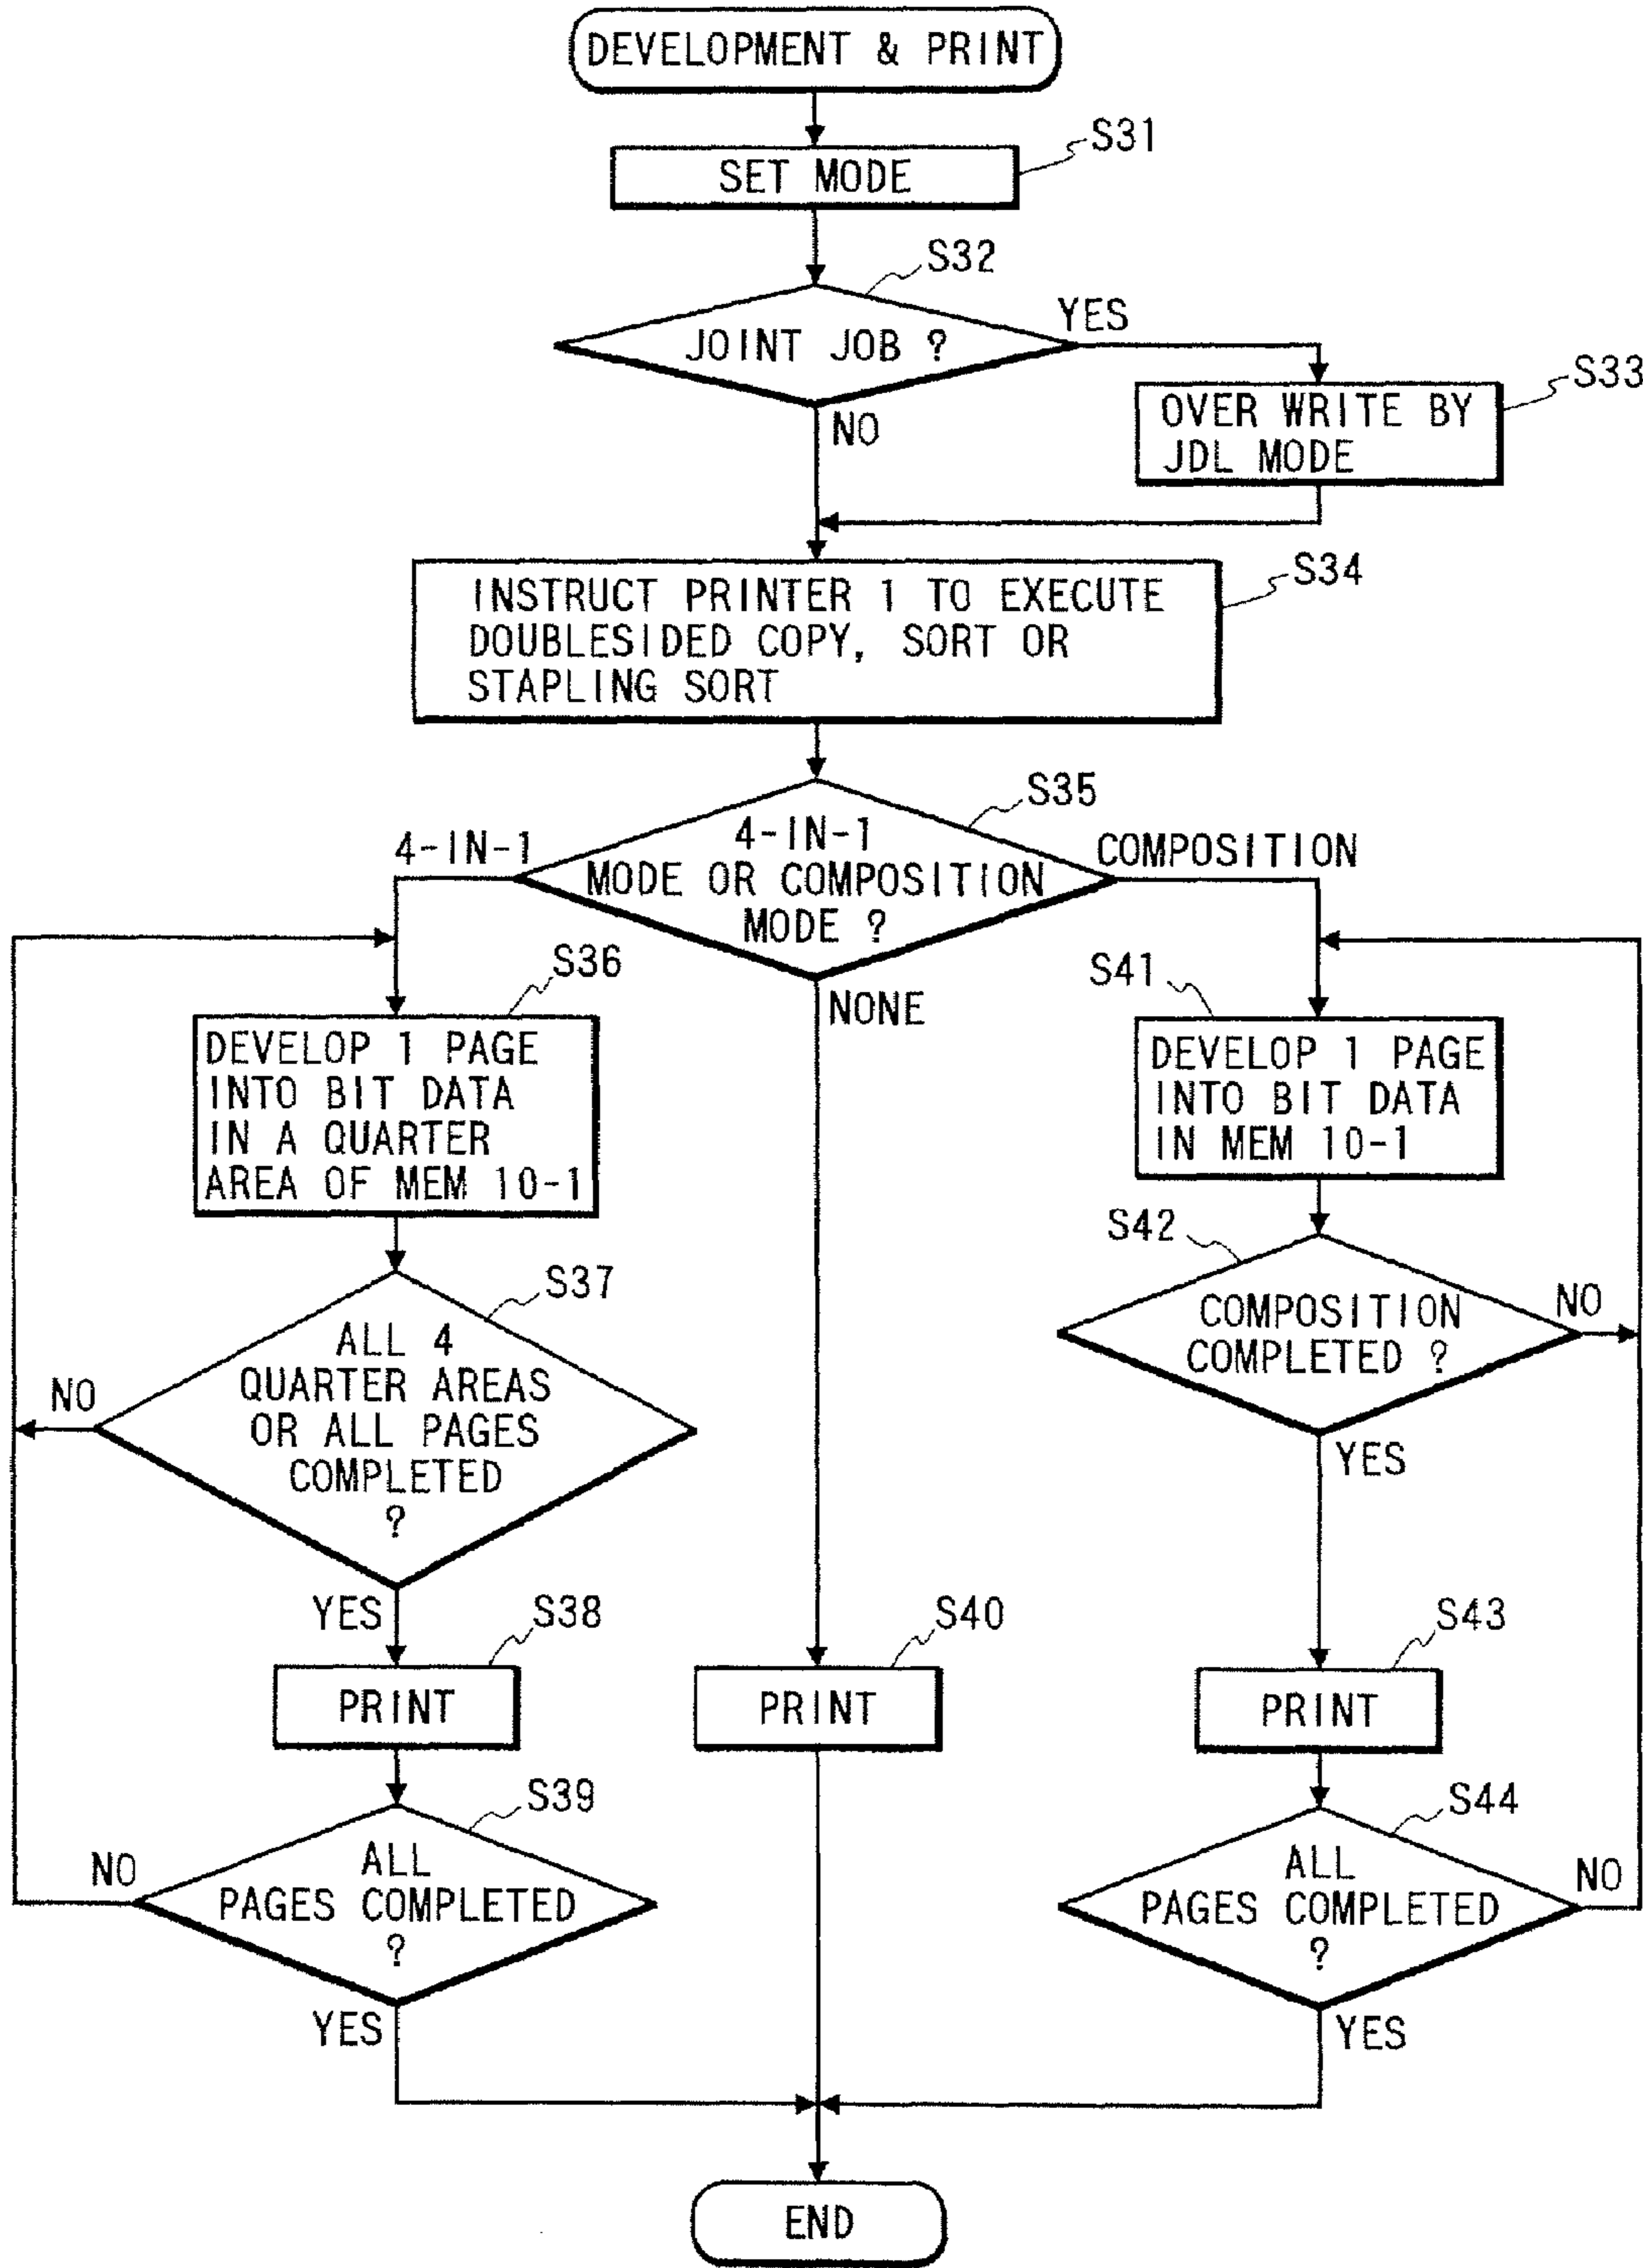 DEVELOPMENT & PRINT
S31
SET MODE
S32
JOINT JOB ?
YES
NO
S33
OVER WRITE BY
JDL MODE
S34
INSTRUCT PRINTER 1 TO EXECUTE
DOUBLESIDED COPY, SORT OR
STAPLING SORT
S35
4-IN-1
MODE OR COMPOSITION
MODE ?
4-IN-1
COMPOSITION
NONE
S36
DEVELOP 1 PAGE
INTO BIT DATA
IN A QUARTER
AREA OF MEM 10-1
S37
ALL 4
QUARTER AREAS
OR ALL PAGES
COMPLETED
?
NO
YES
S38
PRINT
S39
ALL
PAGES COMPLETED
?
NO
YES
S40
PRINT
S41
DEVELOP 1 PAGE
INTO BIT DATA
IN MEM 10-1
S42
COMPOSITION
COMPLETED ?
NO
YES
S43
PRINT
S44
ALL
PAGES COMPLETED
?
NO
YES
END